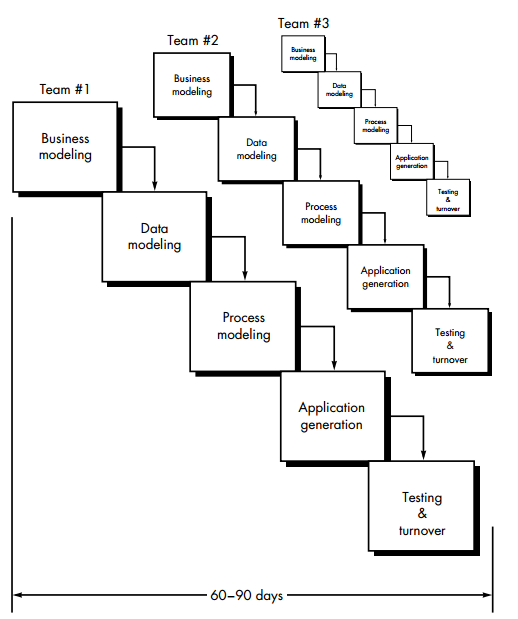 Team #1
Business
modeling
Data
modeling
Process
modeling
Application
generation
Testing
&
turnover
Team #2
Business
modeling
Data
modeling
Process
modeling
Application
generation
Testing
&
turnover
Team #3
Business
modeling
Data
modeling
Process
modeling
Application
generation
Testing
&
turnover
60–90 days